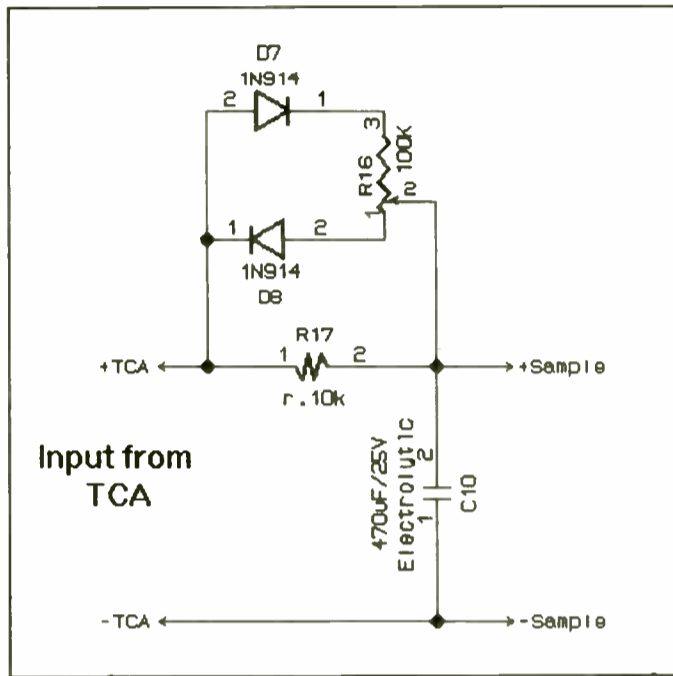 D7
1N914
2
1
3
R16
100K
2
1
1
2
1N914
D8
R17
+TCA
1
2
+Sample
r.10k
Input from
TCA
470uF/25V
Electrolytic
2
1
C10
-TCA
-Sample